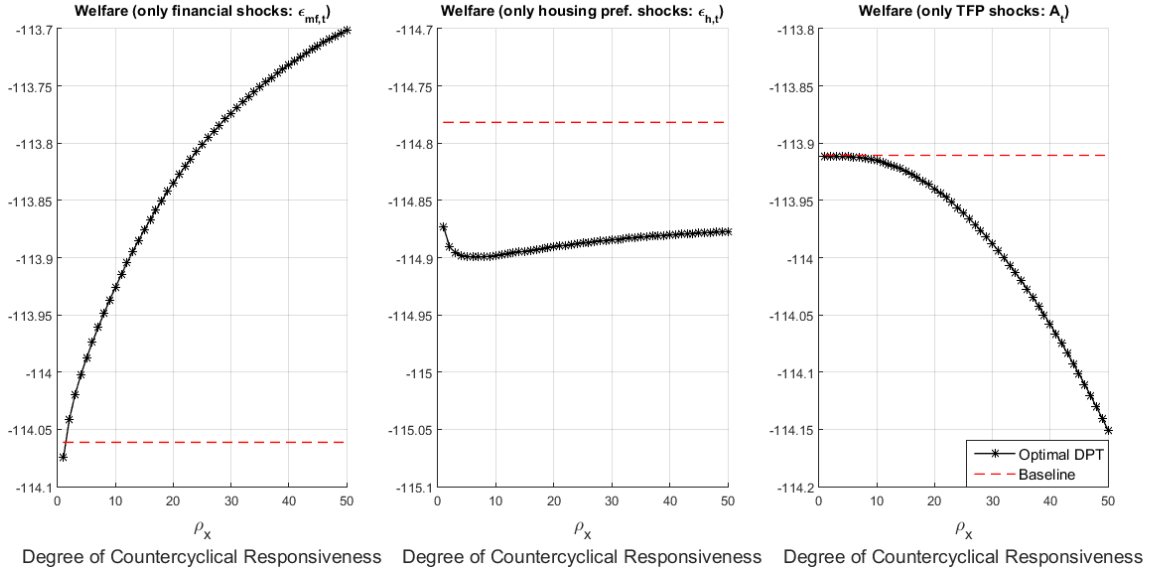 Welfare (only financial shocks: ϵmf,t)
-113.7
-113.75
-113.8
-113.85
-113.9
-113.95
-114
-114.05
-114.1
0 10 20 30 40 50
ρx
Degree of Countercyclical Responsiveness
Welfare (only housing pref. shocks: ϵh,t)
-114.7
-114.75
-114.8
-114.85
-114.9
-114.95
-115
-115.05
-115.1
0 10 20 30 40 50
ρx
Degree of Countercyclical Responsiveness
Welfare (only TFP shocks: At)
-113.8
-113.85
-113.9
-113.95
-114
-114.05
-114.1
-114.15
-114.2
Optimal DPT
Baseline
0 10 20 30 40 50
ρx
Degree of Countercyclical Responsiveness